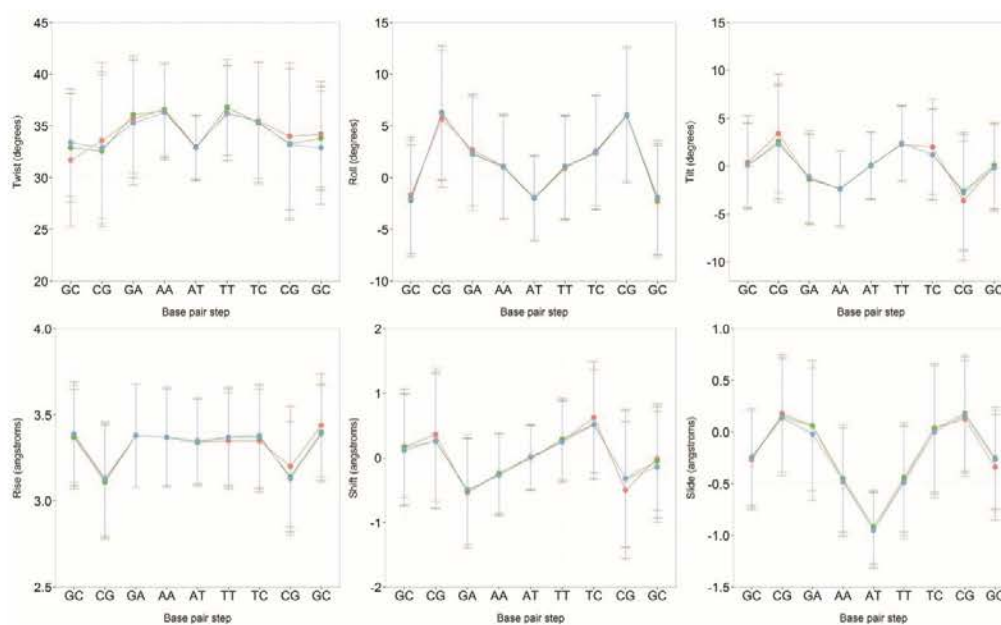 45
40
35
30
25
20
Twist (degrees)
GC CG GA AA AT TT TC CG GC
Base pair step
15
10
5
0
-5
-10
Roll (degrees)
GC CG GA AA AT TT TC CG GC
Base pair step
15
10
5
0
-5
-10
Tilt (degrees)
GC CG GA AA AT TT TC CG GC
Base pair step
4.0
3.5
3.0
2.5
Rise (angstroms)
GC CG GA AA AT TT TC CG GC
Base pair step
2
1
0
-1
-2
Shift (angstroms)
GC CG GA AA AT TT TC CG GC
Base pair step
1.0
0.5
0.0
-0.5
-1.0
-1.5
Slide (angstroms)
GC CG GA AA AT TT TC CG GC
Base pair step